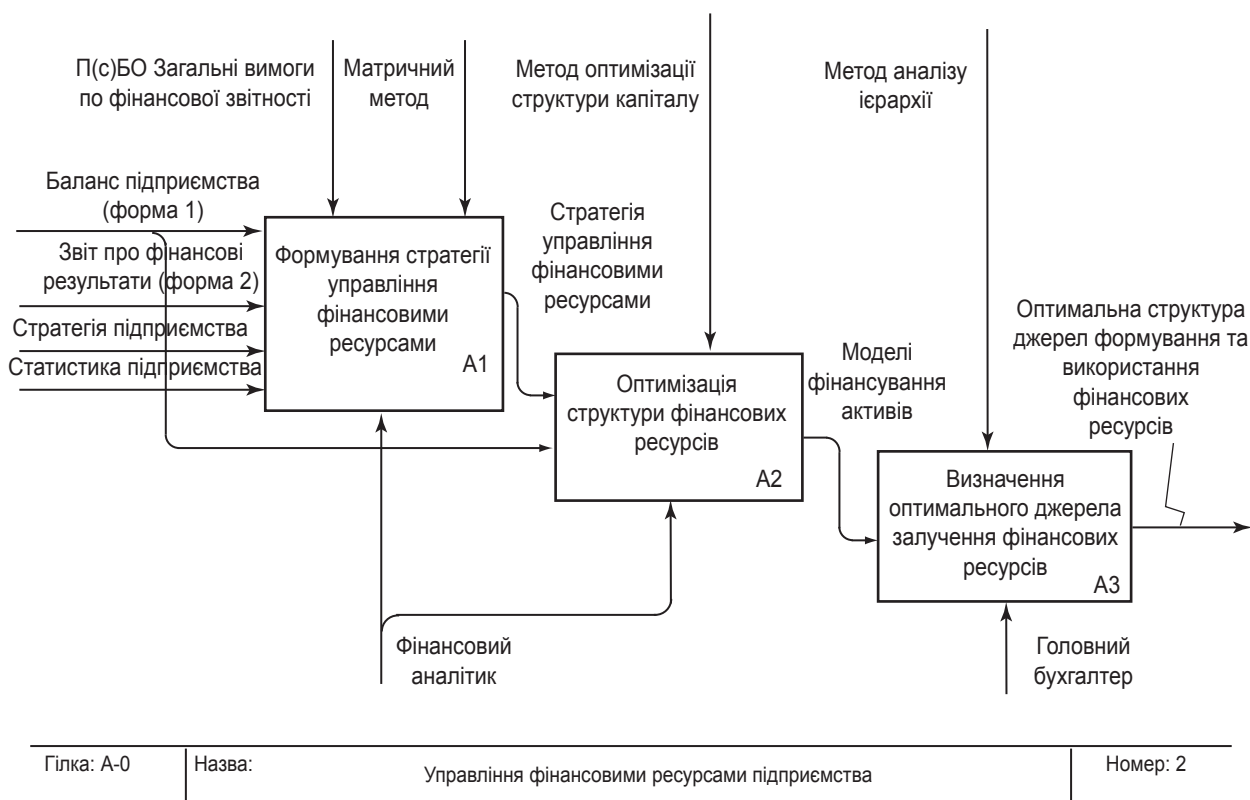 П(с)БО Загальні вимоги
по фінансової звітності
Матричний
метод
Метод оптимізації
структури капіталу
Метод аналізу
ієрархії
Баланс підприємства
(форма 1)
Звіт про фінансові
результати (форма 2)
Стратегія підприємства
Статистика підприємства
Формування стратегії
управління
фінансовими
ресурсами
A1
Стратегія
управління
фінансовими
ресурсами
Оптимізація
структури фінансових
ресурсів
A2
Моделі
фінансування
активів
Визначення
оптимального джерела
залучення фінансових
ресурсів
A3
Оптимальна структура
джерел формування та
використання
фінансових
ресурсів
Фінансовий
аналітик
Головний
бухгалтер
Гілка: А-0
Назва:
Управління фінансовими ресурсами підприємства
Номер: 2